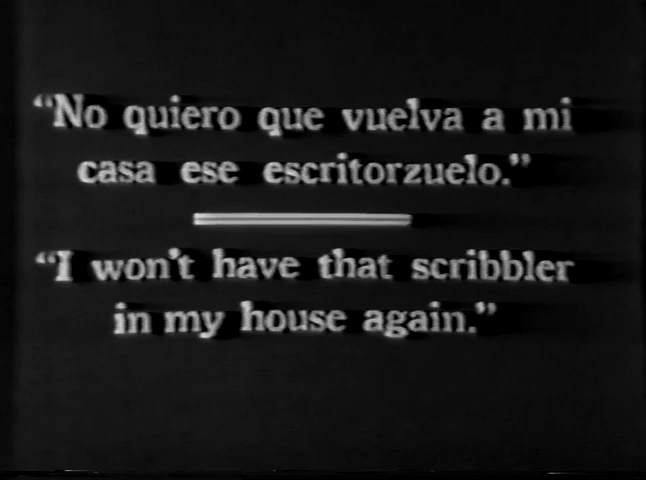 “No quiero que vuelva a mi
casa ese escritorzuelo.”
“I won't have that scribbler
in my house again.”